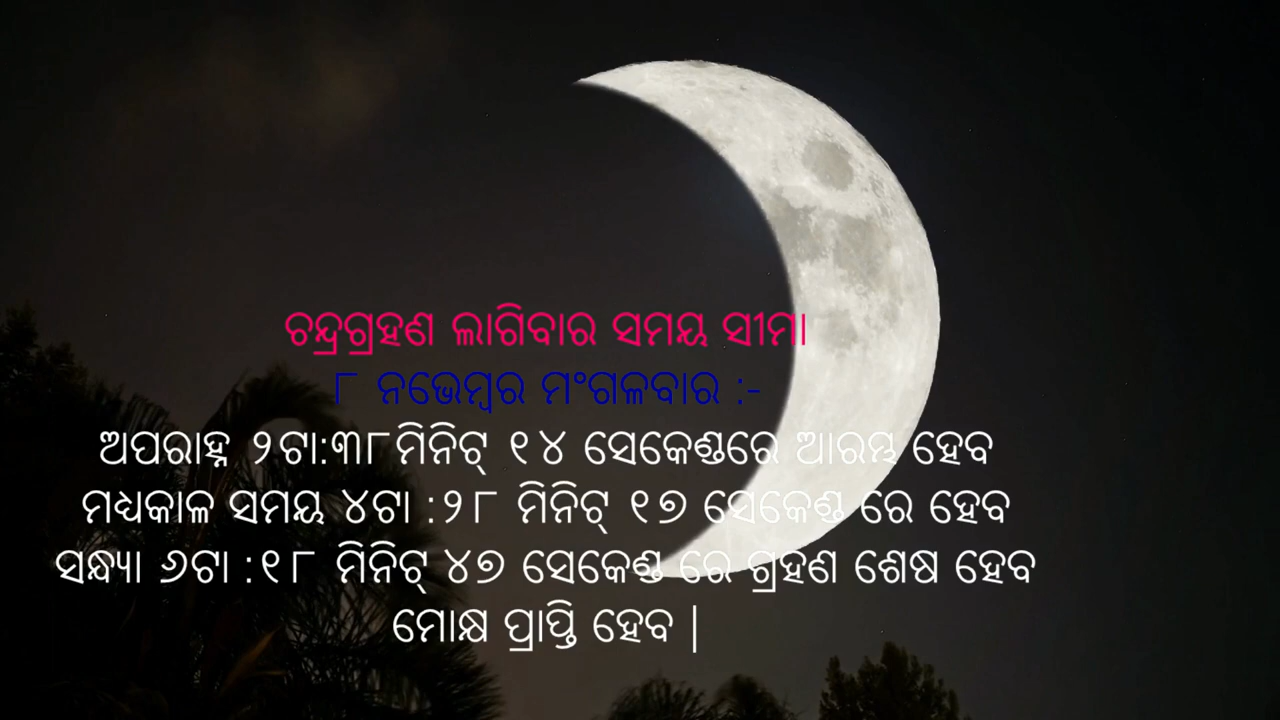 ଚନ୍ଦ୍ରଗ୍ରହଣ ଲାଗିବାର ସମୟ ସୀମା
୮ ନଭେମ୍ବର ମଂଗଳବାର :-
ଅପରାହ୍ନ ୨ଟା:୩୮ମିନିଟ୍ ୧୪ ସେକେଣ୍ଡରେ ଆରମ୍ଭ ହେବ
ମଧ୍ୟକାଳ ସମୟ ୪ଟା :୨୮ ମିନିଟ୍ ୧୭ ସେକେଣ୍ଡ ରେ ହେବ
ସନ୍ଧ୍ୟା ୬ଟା :୧୮ ମିନିଟ୍ ୪୭ ସେକେଣ୍ଡ ରେ ଗ୍ରହଣ ଶେଷ ହେବ
ମୋକ୍ଷ ପ୍ରାପ୍ତି ହେବ |